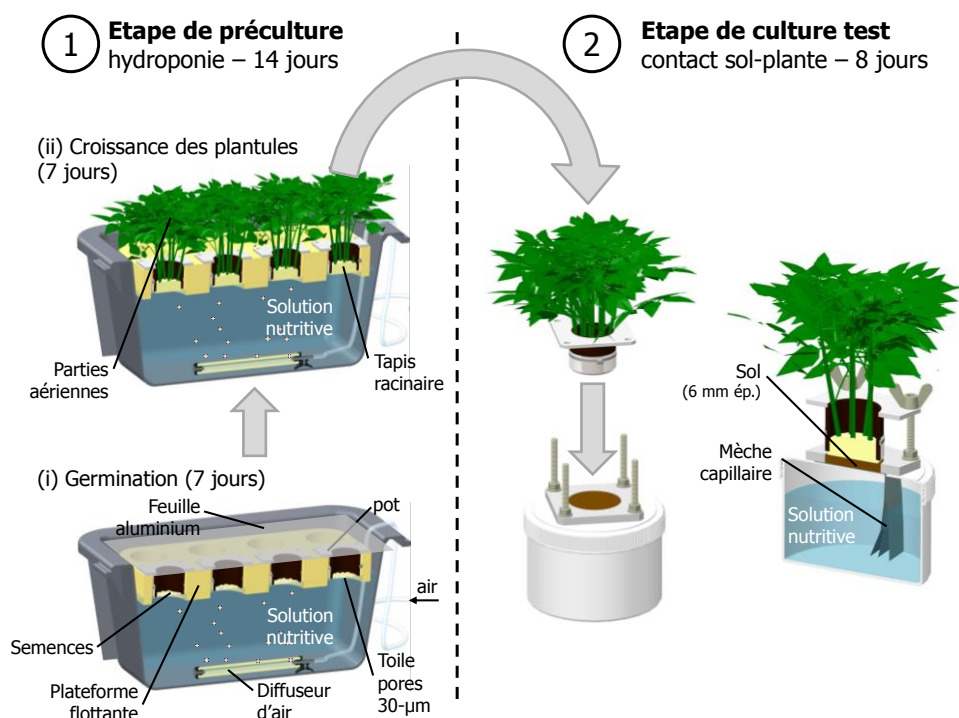 1
Etape de préculture
hydroponie – 14 jours
(ii) Croissance des plantules
(7 jours)
Solution
nutritive
Parties
aériennes
Tapis
racinaire
(i) Germination (7 jours)
Feuille
aluminium
pot
air
Solution
nutritive
Semences
Plateforme
flottante
Diffuseur
d'air
Toile
pores
30-µm
2
Etape de culture test
contact sol-plante – 8 jours
Sol
(6 mm ép.)
Mèche
capillaire
Solution
nutritive